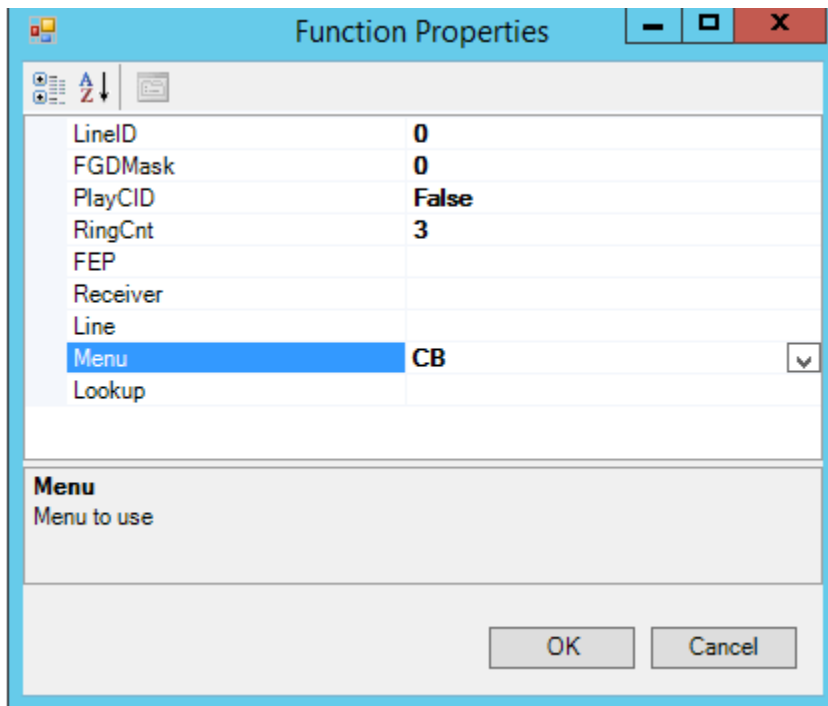 Function Properties
LineID 0
FGDMask 0
PlayCID False
RingCnt 3
FEP
Receiver
Line
Menu CB
Lookup
Menu
Menu to use
OK Cancel